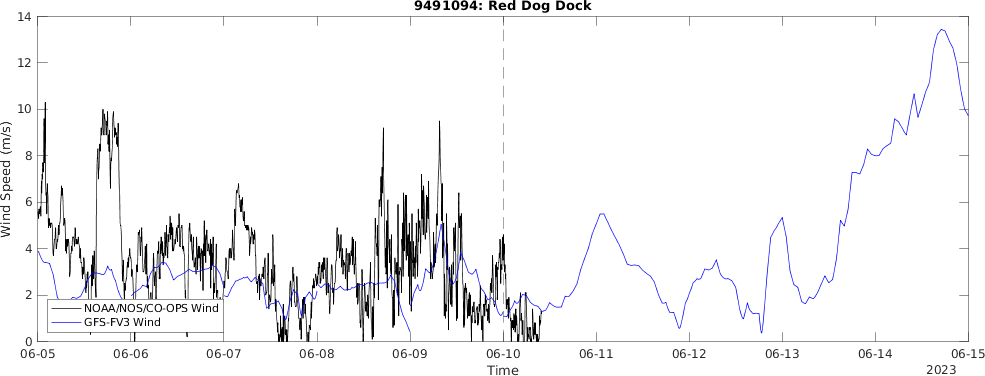 9491094: Red Dog Dock
14
12
10
8
6
4
2
0
Wind Speed (m/s)
NOAA/NOS/CO-OPS Wind
GFS-FV3 Wind
06-05 06-06 06-07 06-08 06-09 06-10 06-11 06-12 06-13 06-14 06-15
Time
2023